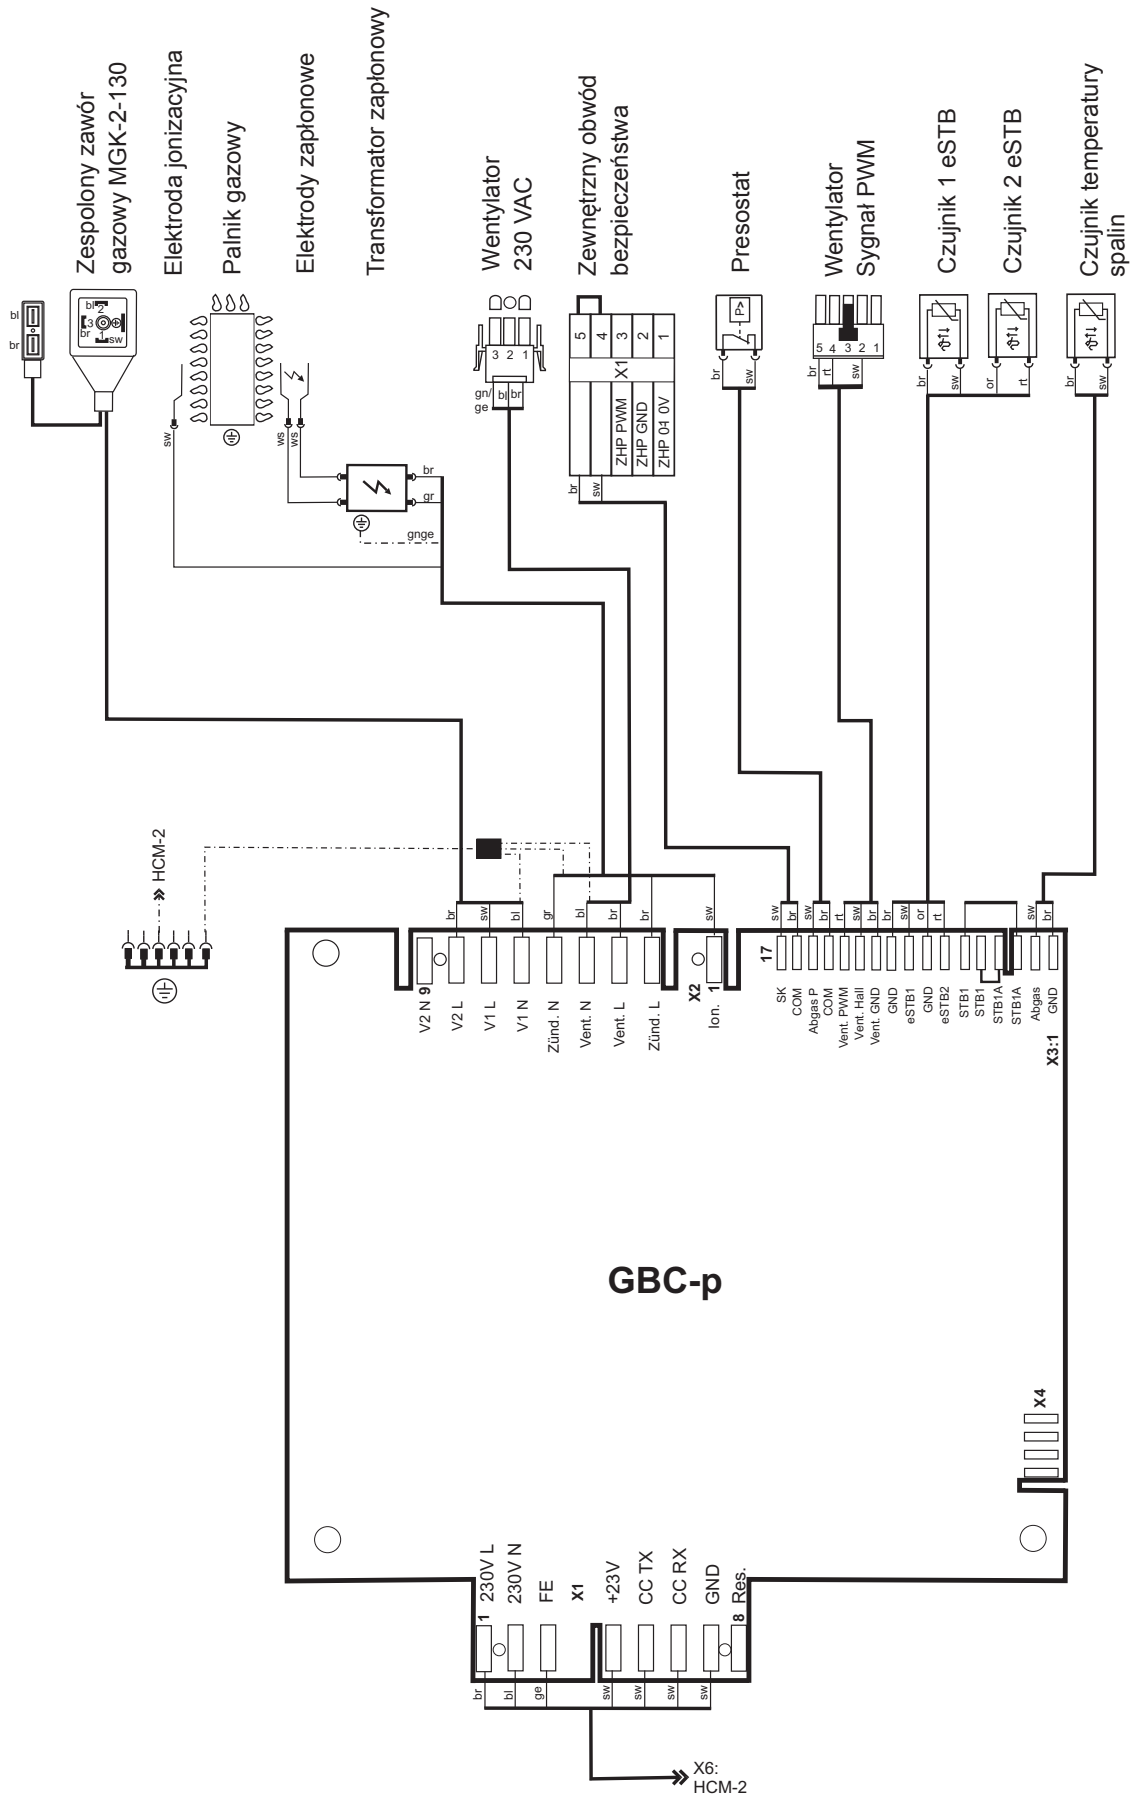 Zespolony zawór
gazowy MGK-2-130
Elektroda jonizacyjna
Palnik gazowy
Elektrody zapłonowe
Transformator zapłonowy
Wentylator
230 VAC
Zewnętrzny obwód
bezpieczeństwa
Presostat
Wentylator
Sygnał PWM
Czujnik 1 eSTB
Czujnik 2 eSTB
Czujnik temperatury
spalin
bl
br
bl
2
3
br
1
sw
sw
ws
ws
br
gr
gnge
3 2 1
gn/
ge
bl
br
5
4
3
2
1
X1
ZHP PWM
ZHP GND
ZHP 04 0V
br
sw
P>
br
sw
5 4 3 2 1
br
rt
sw
br
sw
or
rt
br
sw
HCM-2
br
sw
bl
gr
bl
br
br
sw
sw
br
sw
br
rt
sw
br
br
sw
or
rt
sw
br
V2 N 9
V2 L
V1 L
V1 N
Zünd. N
Vent. N
Vent. L
Zünd. L
X2
Ion. 1
17
SK
COM
Abgas P
COM
Vent. PWM
Vent. Hall
Vent. GND
GND
eSTB1
GND
eSTB2
STB1
STB1
STB1A
STB1A
Abgas
GND
X3:1
GBC-p
X4
1 230V L
230V N
FE
X1
+23V
CC TX
CC RX
GND
8 Res.
br
bl
ge
sw
sw
sw
sw
X6:
HCM-2